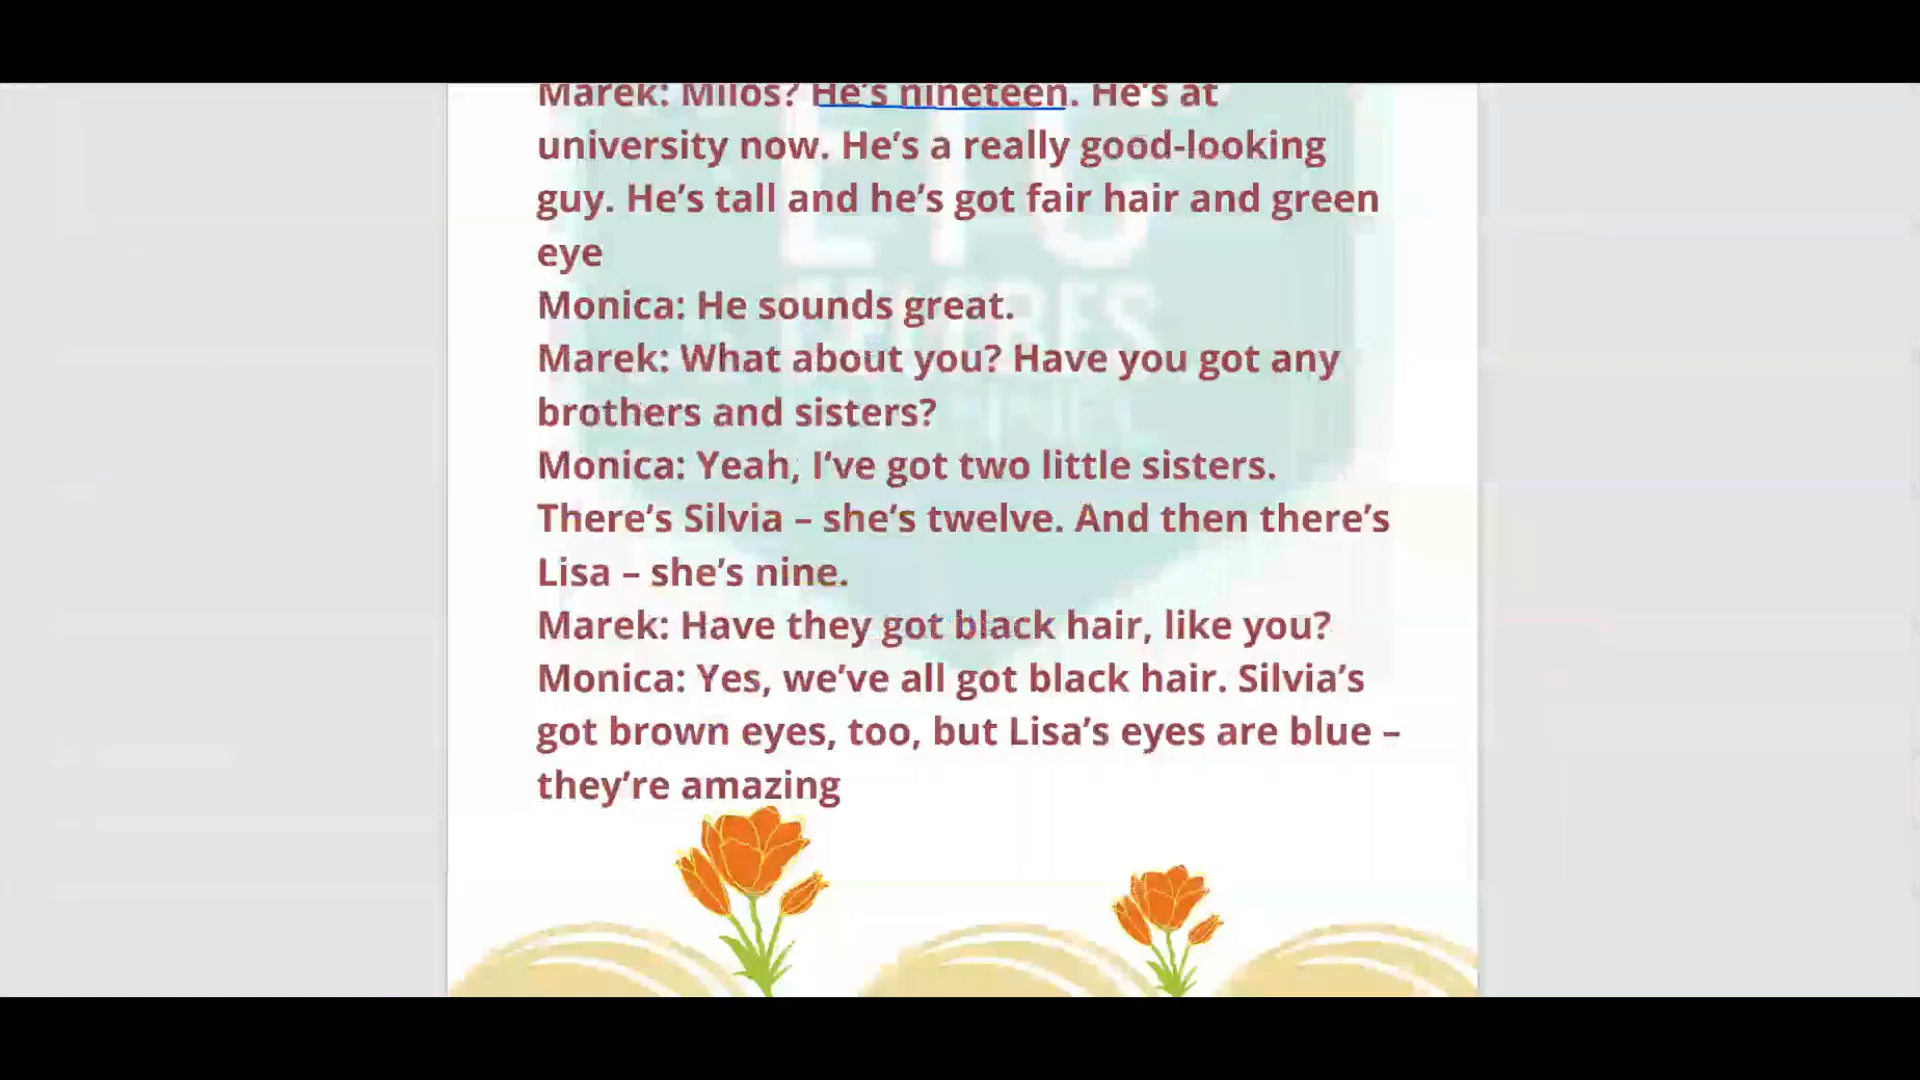 Marek: Milos? He's nineteen. He's at
university now. He’s a really good-looking
guy. He’s tall and he’s got fair hair and green
eye
Monica: He sounds great.
Marek: What about you? Have you got any
brothers and sisters?
Monica: Yeah, I’ve got two little sisters.
There’s Silvia – she’s twelve. And then there’s
Lisa – she’s nine.
Marek: Have they got black hair, like you?
Monica: Yes, we’ve all got black hair. Silvia’s
got brown eyes, too, but Lisa’s eyes are blue –
they’re amazing